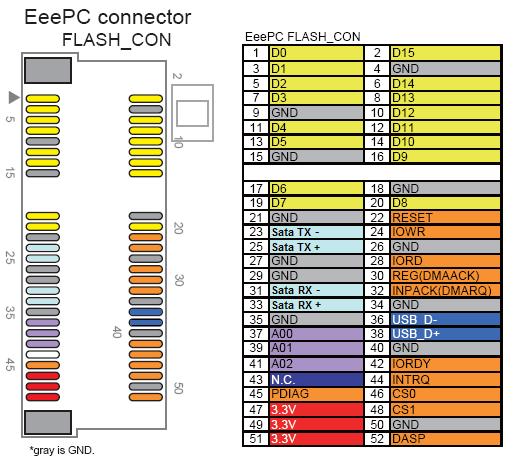 EeePC connector
FLASH_CON
2
5
10
15
20
25
30
35
40
45
50
*gray is GND.
EeePC FLASH_CON
1 D0 2 D15
3 D1 4 GND
5 D2 6 D14
7 D3 8 D13
9 GND 10 D12
11 D4 12 D11
13 D5 14 D10
15 GND 16 D9
17 D6 18 GND
19 D7 20 D8
21 GND 22 RESET
23 Sata TX - 24 IOWR
25 Sata TX + 26 GND
27 GND 28 IORD
29 GND 30 REG(DMAACK)
31 Sata RX - 32 INPACK(DMARQ)
33 Sata RX + 34 GND
35 GND 36 USB_D-
37 A00 38 USB_D+
39 A01 40 GND
41 A02 42 IORDY
43 N.C. 44 INTRQ
45 PDIAG 46 CS0
47 3.3V 48 CS1
49 3.3V 50 GND
51 3.3V 52 DASP